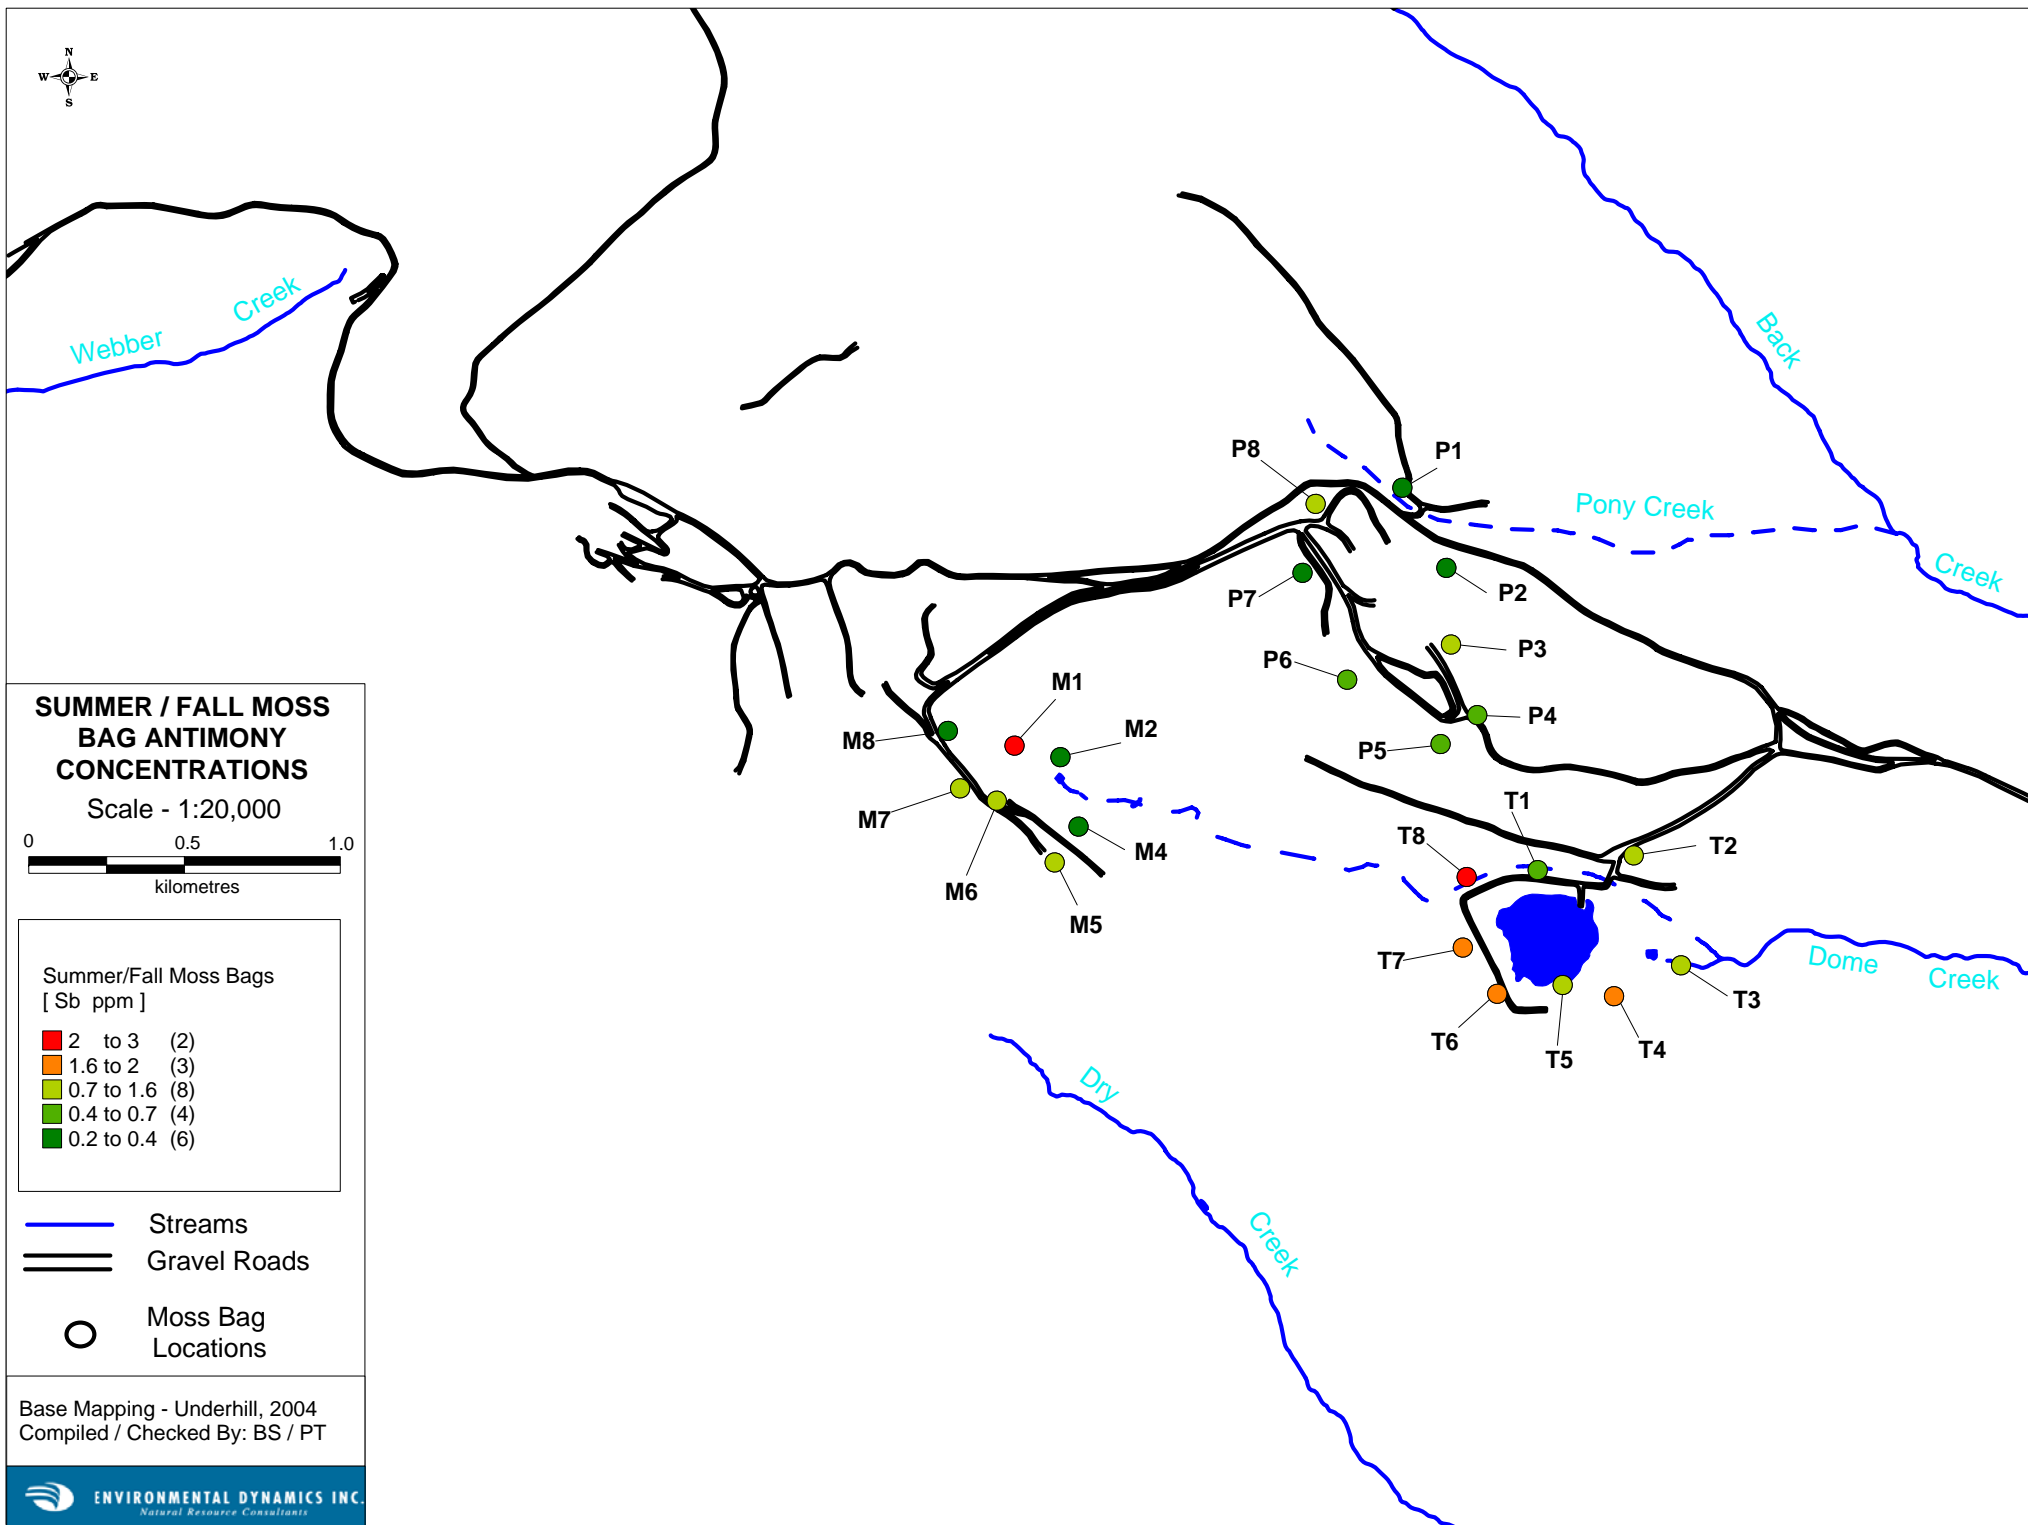 N
W E
S
Webber Creek
Back
Creek
Pony Creek
P8
P1
P7
P2
P3
P6
P4
P5
M1
M2
M8
M7
M4
M6
M5
T1
T2
T8
T7
T3
T6
T5
T4
Dome Creek
Dry
Creek
SUMMER / FALL MOSS
BAG ANTIMONY
CONCENTRATIONS
Scale - 1:20,000
0 0.5 1.0
kilometres
Summer/Fall Moss Bags
[ Sb ppm ]
2 to 3 (2)
1.6 to 2 (3)
0.7 to 1.6 (8)
0.4 to 0.7 (4)
0.2 to 0.4 (6)
Streams
Gravel Roads
Moss Bag
Locations
Base Mapping - Underhill, 2004
Compiled / Checked By: BS / PT
ENVIRONMENTAL DYNAMICS INC.
Natural Resource Consultants